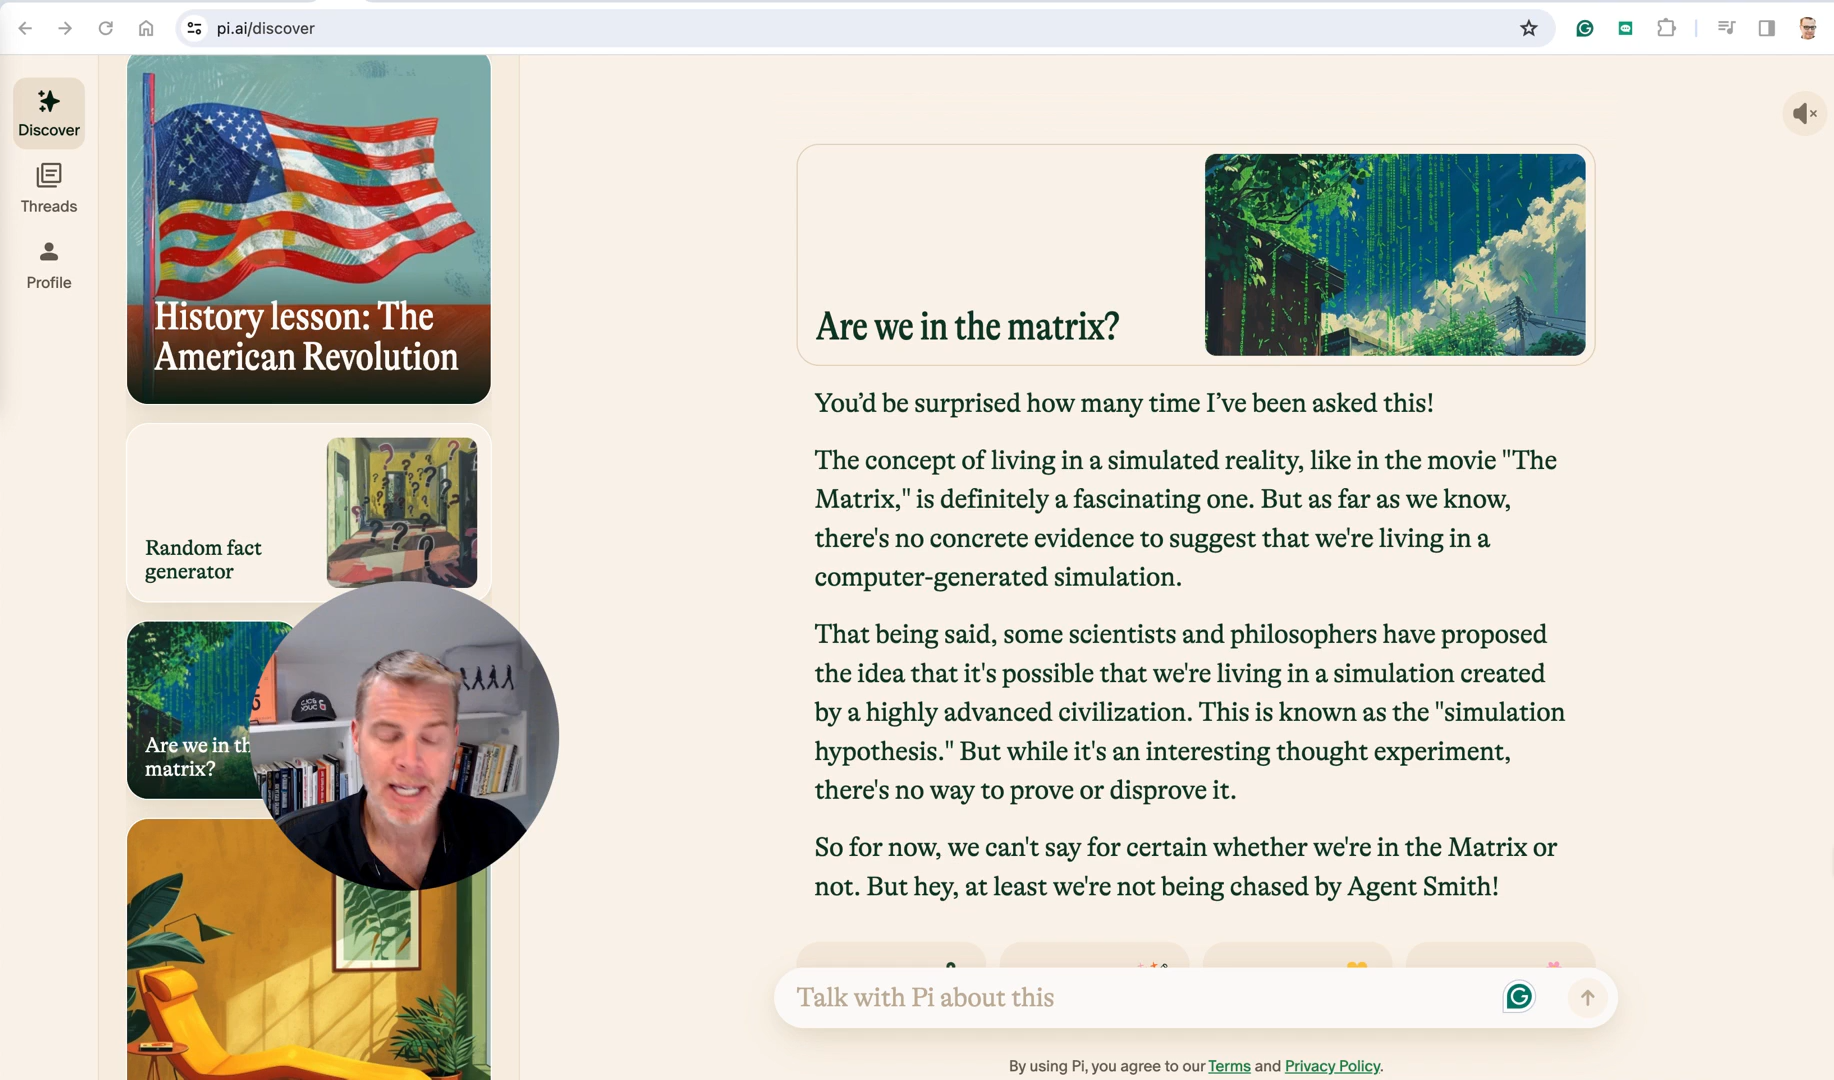 pi.ai/discover
Discover
Threads
Profile
History lesson: The
American Revolution
Random fact
generator
Are we in th
matrix?
Are we in the matrix?
You’d be surprised how many time I’ve been asked this!
The concept of living in a simulated reality, like in the movie "The
Matrix," is definitely a fascinating one. But as far as we know,
there's no concrete evidence to suggest that we're living in a
computer-generated simulation.
That being said, some scientists and philosophers have proposed
the idea that it's possible that we're living in a simulation created
by a highly advanced civilization. This is known as the "simulation
hypothesis." But while it's an interesting thought experiment,
there's no way to prove or disprove it.
So for now, we can't say for certain whether we're in the Matrix or
not. But hey, at least we're not being chased by Agent Smith!
Talk with Pi about this
By using Pi, you agree to our Terms and Privacy Policy.